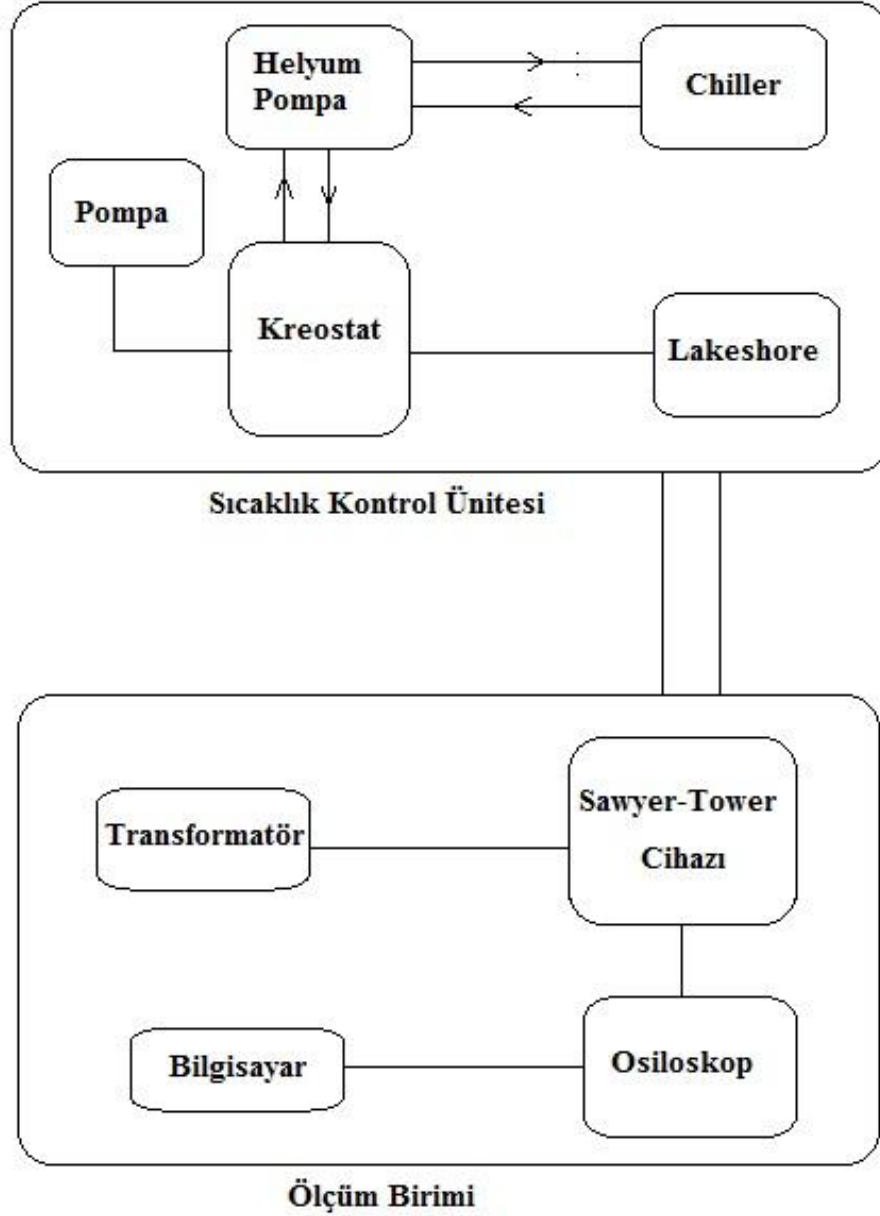 Helyum
Pompa
Chiller
Pompa
Kreostat
Lakeshore
Sıcaklık Kontrol Ünitesi
Transformatör
Sawyer-Tower
Cihazı
Bilgisayar
Osiloskop
Ölçüm Birimi